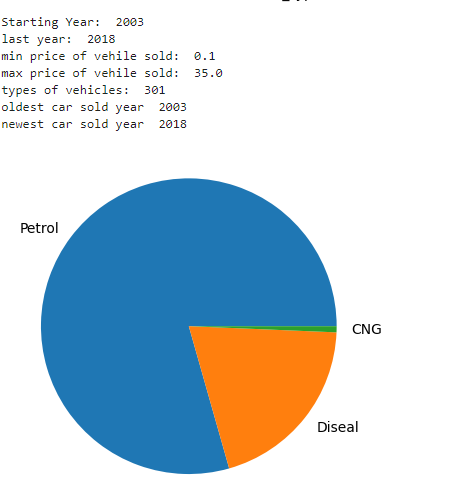 Starting Year:  2003
last year:  2018
min price of vehile sold:  0.1
max price of vehile sold:  35.0
types of vehicles:  301
oldest car sold year  2003
newest car sold year  2018
Petrol
CNG
Diseal